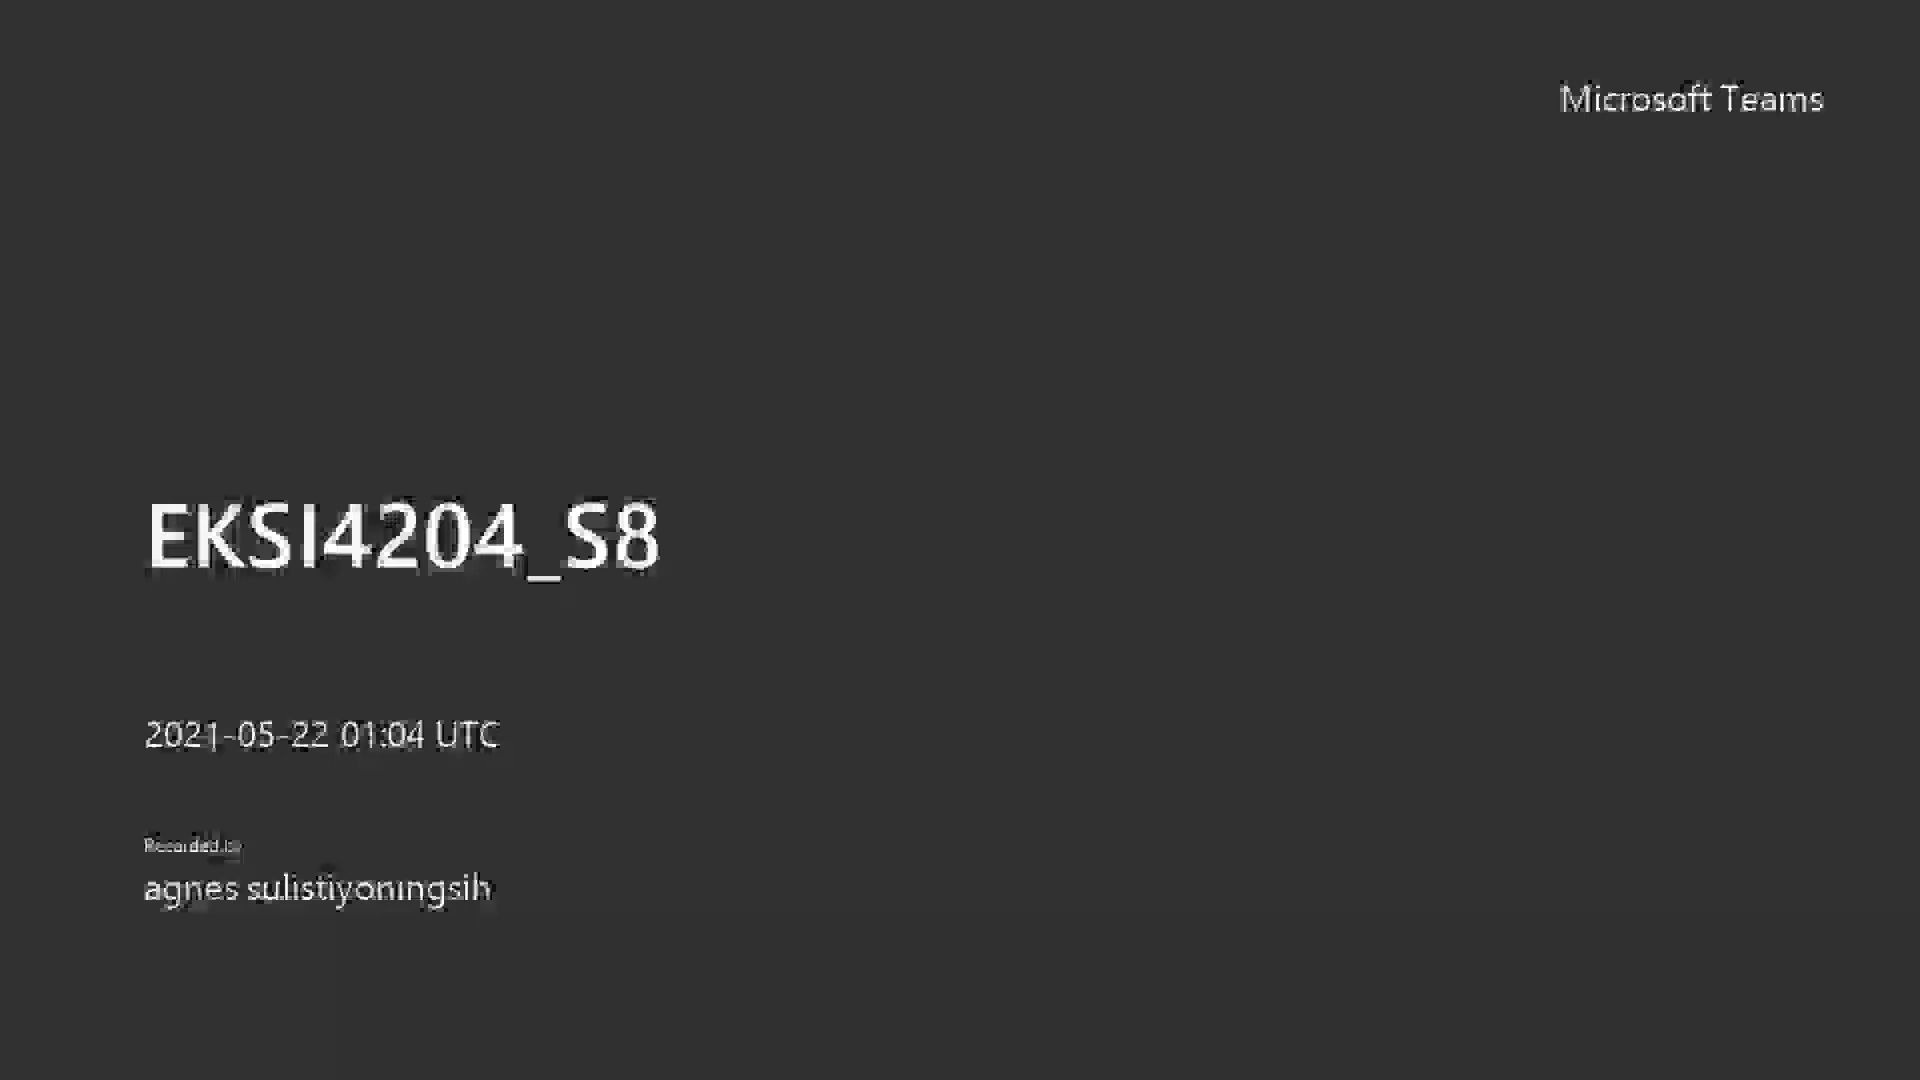 Microsoft Teams
EKSI4204_S8
2021-05-22 01:04 UTC
Recorded by
agnes sulistiyoningsih